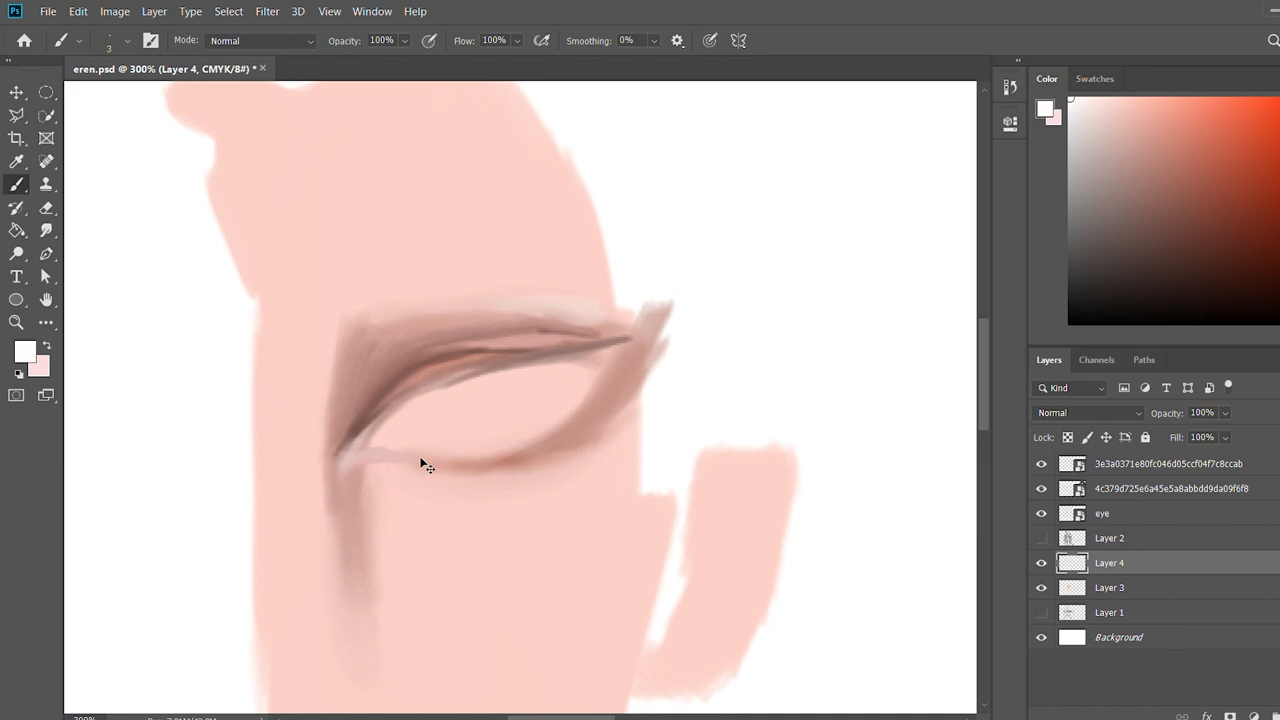 Ps File Edit Image Layer Type Select Filter 3D View Window Help
3 Mode: Normal Opacity: 100% Flow: 100% Smoothing: 0%
eren.psd @ 300% (Layer 4, CMYK/8#) *
Color Swatches
Layers Channels Paths
Kind
Normal Opacity: 100%
Lock: Fill: 100%
3e3a0371e80fc046d05ccf04f7c8ccab
4c379d725e6a45e5a8abbdd9da09f6f8
eye
Layer 2
Layer 4
Layer 3
Layer 1
Background
fx